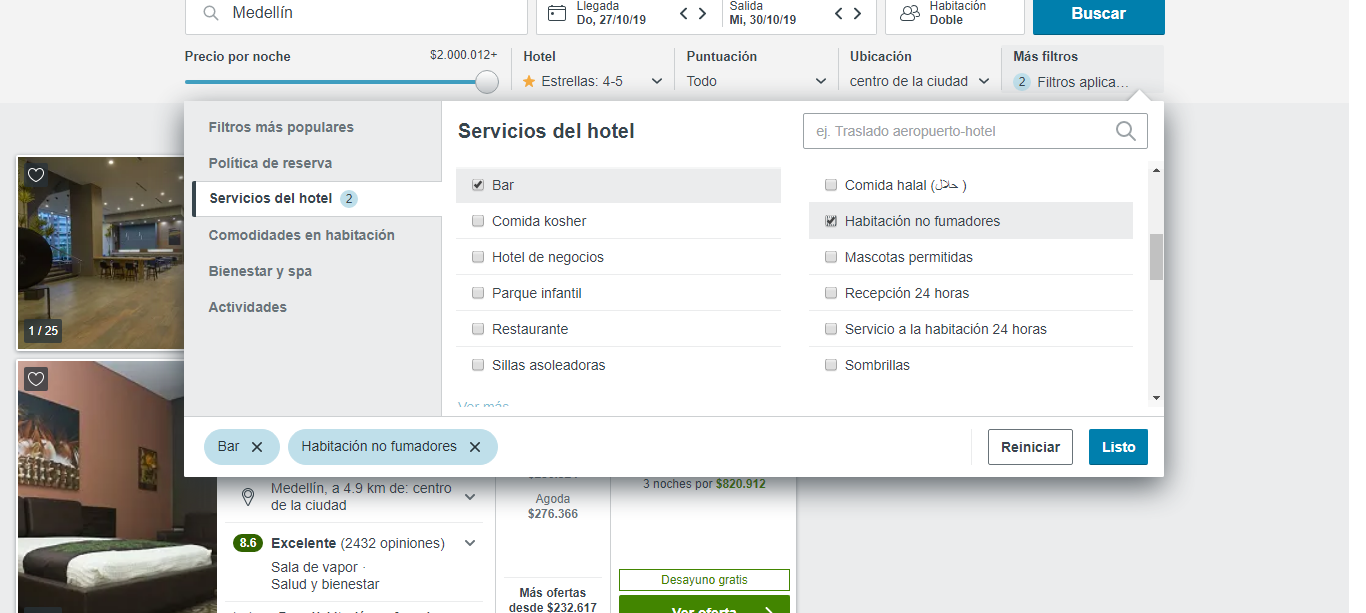 Medellín
Llegada
Do, 27/10/19
Salida
Mi, 30/10/19
Habitación
Doble
Buscar
Precio por noche
$2.000.012+
Hotel
Estrellas: 4-5
Puntuación
Todo
Ubicación
centro de la ciudad
Más filtros
2 Filtros aplica…
Filtros más populares
Política de reserva
Servicios del hotel 2
Comodidades en habitación
Bienestar y spa
Actividades
Servicios del hotel
ej. Traslado aeropuerto-hotel
Bar
Comida kosher
Hotel de negocios
Parque infantil
Restaurante
Sillas asoleadoras
Ver más
Comida halal (حلال )
Habitación no fumadores
Mascotas permitidas
Recepción 24 horas
Servicio a la habitación 24 horas
Sombrillas
Bar
Habitación no fumadores
Reiniciar
Listo
1 / 25
Medellín, a 4.9 km de: centro
de la ciudad
8.6 Excelente (2432 opiniones)
Sala de vapor ·
Salud y bienestar
Agoda
$276.366
Más ofertas
desde $232.617
3 noches por $820.912
Desayuno gratis
Ver oferta